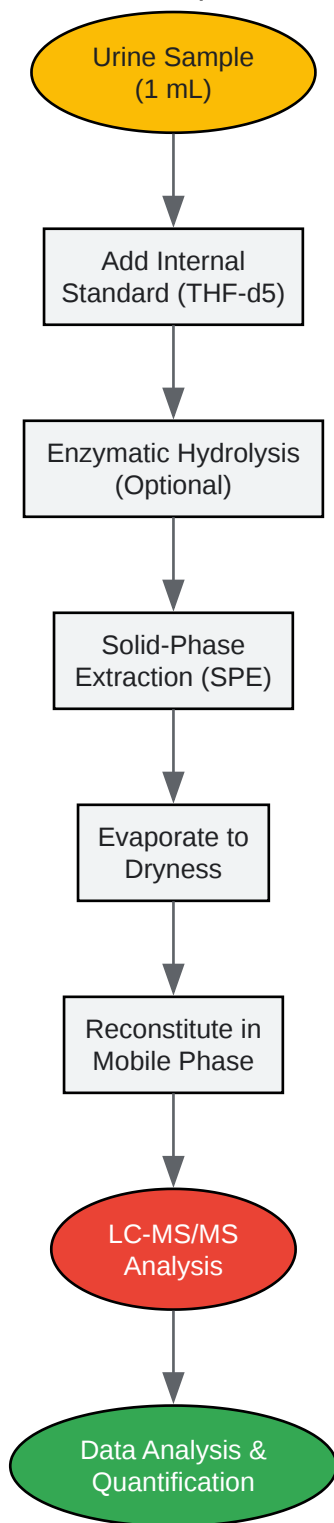 Urine Sample
(1 mL)
Add Internal
Standard (THF-d5)
Enzymatic Hydrolysis
(Optional)
Solid-Phase
Extraction (SPE)
Evaporate to
Dryness
Reconstitute in
Mobile Phase
LC-MS/MS
Analysis
Data Analysis &
Quantification